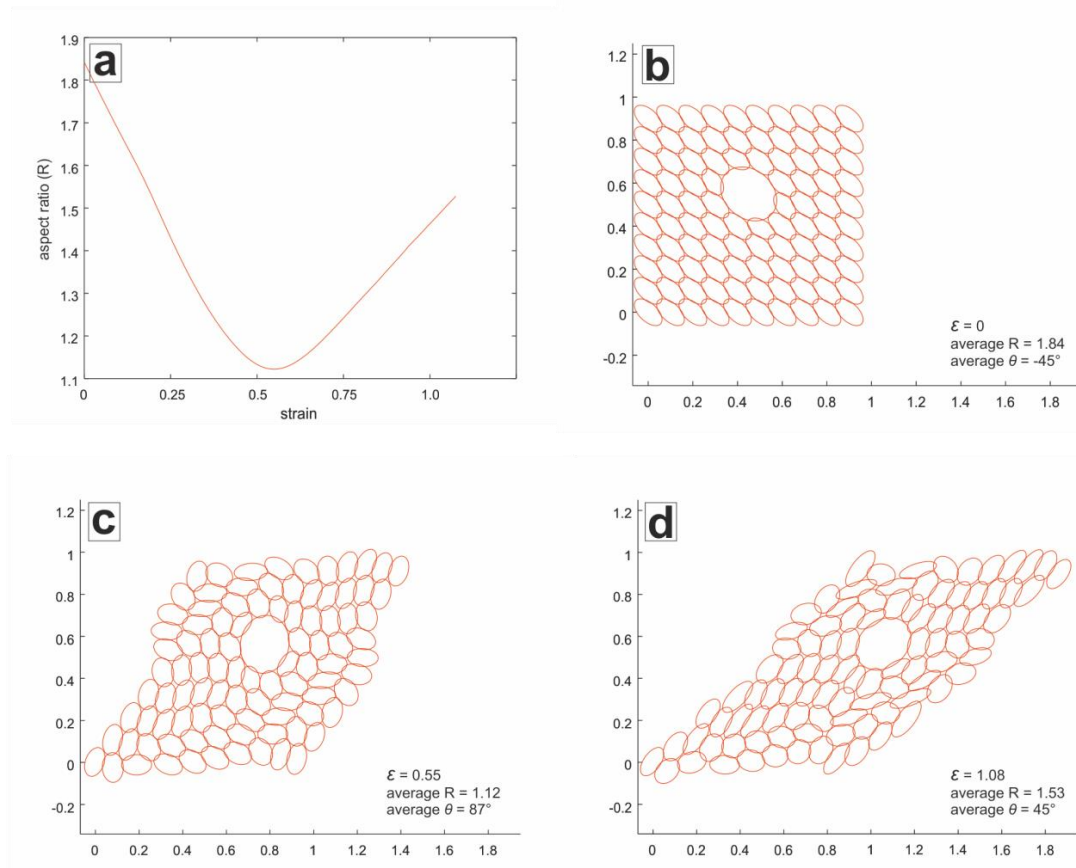 a
1.9
1.8
1.7
1.6
1.5
1.4
1.3
1.2
1.1
aspect ratio (R)
0 0.25 0.5 0.75 1.0
strain
b
1.2
1
0.8
0.6
0.4
0.2
0
-0.2
ε = 0
average R = 1.84
average θ = -45°
0 0.2 0.4 0.6 0.8 1 1.2 1.4 1.6 1.8
c
1.2
1
0.8
0.6
0.4
0.2
0
-0.2
ε = 0.55
average R = 1.12
average θ = 87°
0 0.2 0.4 0.6 0.8 1 1.2 1.4 1.6 1.8
d
1.2
1
0.8
0.6
0.4
0.2
0
-0.2
ε = 1.08
average R = 1.53
average θ = 45°
0 0.2 0.4 0.6 0.8 1 1.2 1.4 1.6 1.8